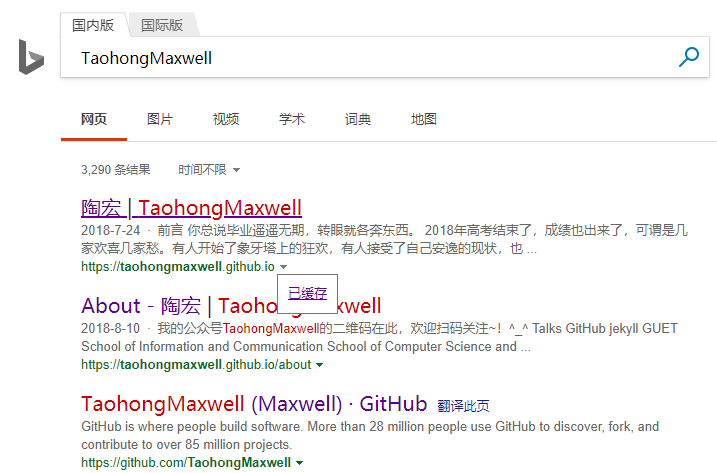 国内版 国际版
TaohongMaxwell
网页 图片 视频 学术 词典 地图
3,290 条结果 时间不限
陶宏 | TaohongMaxwell
2018-7-24 · 前言 你总说毕业遥遥无期，转眼就各奔东西。 2018年高考结束了，成绩也出来了，可谓是几
家欢喜几家愁。有人开始了象牙塔上的狂欢，有人接受了自己安逸的现状，也 ...
https://taohongmaxwell.github.io
已缓存
About - 陶宏 | TaohongMaxwell
2018-8-10 · 我的公众号TaohongMaxwell的二维码在此，欢迎扫码关注~！^_^ Talks GitHub jekyll GUET
School of Information and Communication School of Computer Science and ...
https://taohongmaxwell.github.io/about
TaohongMaxwell (Maxwell) · GitHub 翻译此页
GitHub is where people build software. More than 28 million people use GitHub to discover, fork, and
contribute to over 85 million projects.
https://github.com/TaohongMaxwell